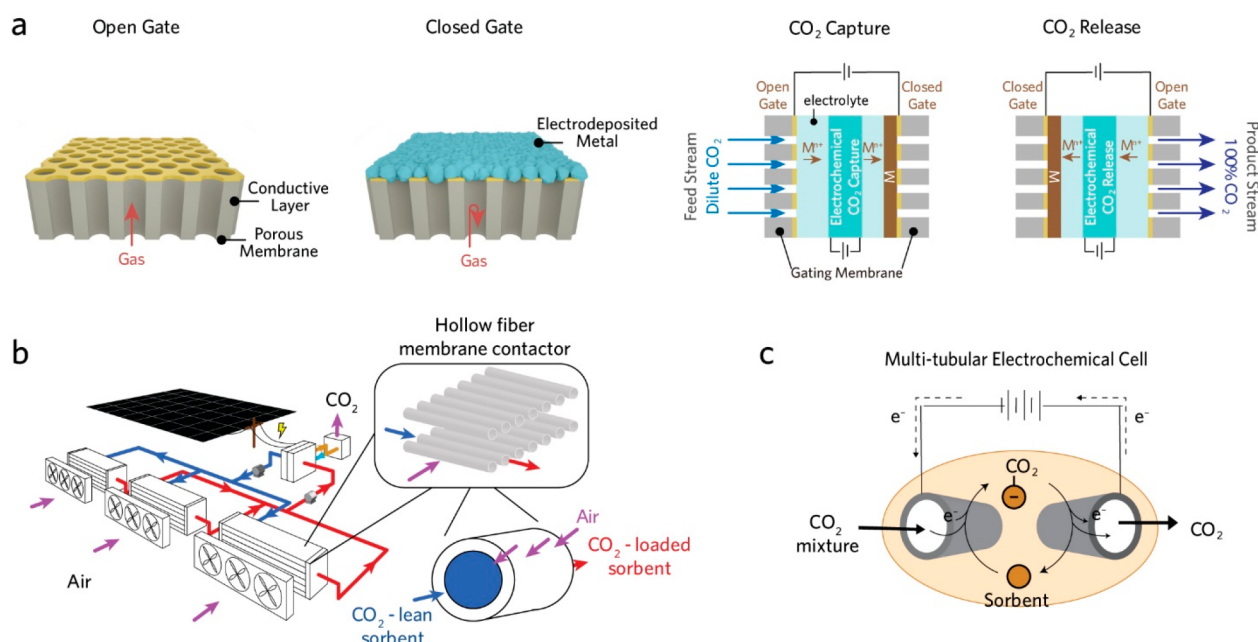 a
Open Gate
Closed Gate
Electrodeposited
Metal
Conductive
Layer
Porous
Membrane
Gas
Gas
CO₂ Capture
CO₂ Release
Open
Gate
electrolyte
Closed
Gate
Feed Stream
Dilute CO₂
Mⁿ⁺
Electrochemical
CO₂ Capture
Mⁿ⁺
M
Gating Membrane
Closed
Gate
Open
Gate
M
Mⁿ⁺
Electrochemical
CO₂ Release
Mⁿ⁺
100% CO₂
Product Stream
b
Hollow fiber
membrane contactor
CO₂
Air
Air
CO₂ - loaded
sorbent
CO₂ - lean
sorbent
c
Multi-tubular Electrochemical Cell
e⁻
e⁻
CO₂
−
e⁻
e⁻
CO₂
mixture
CO₂
Sorbent